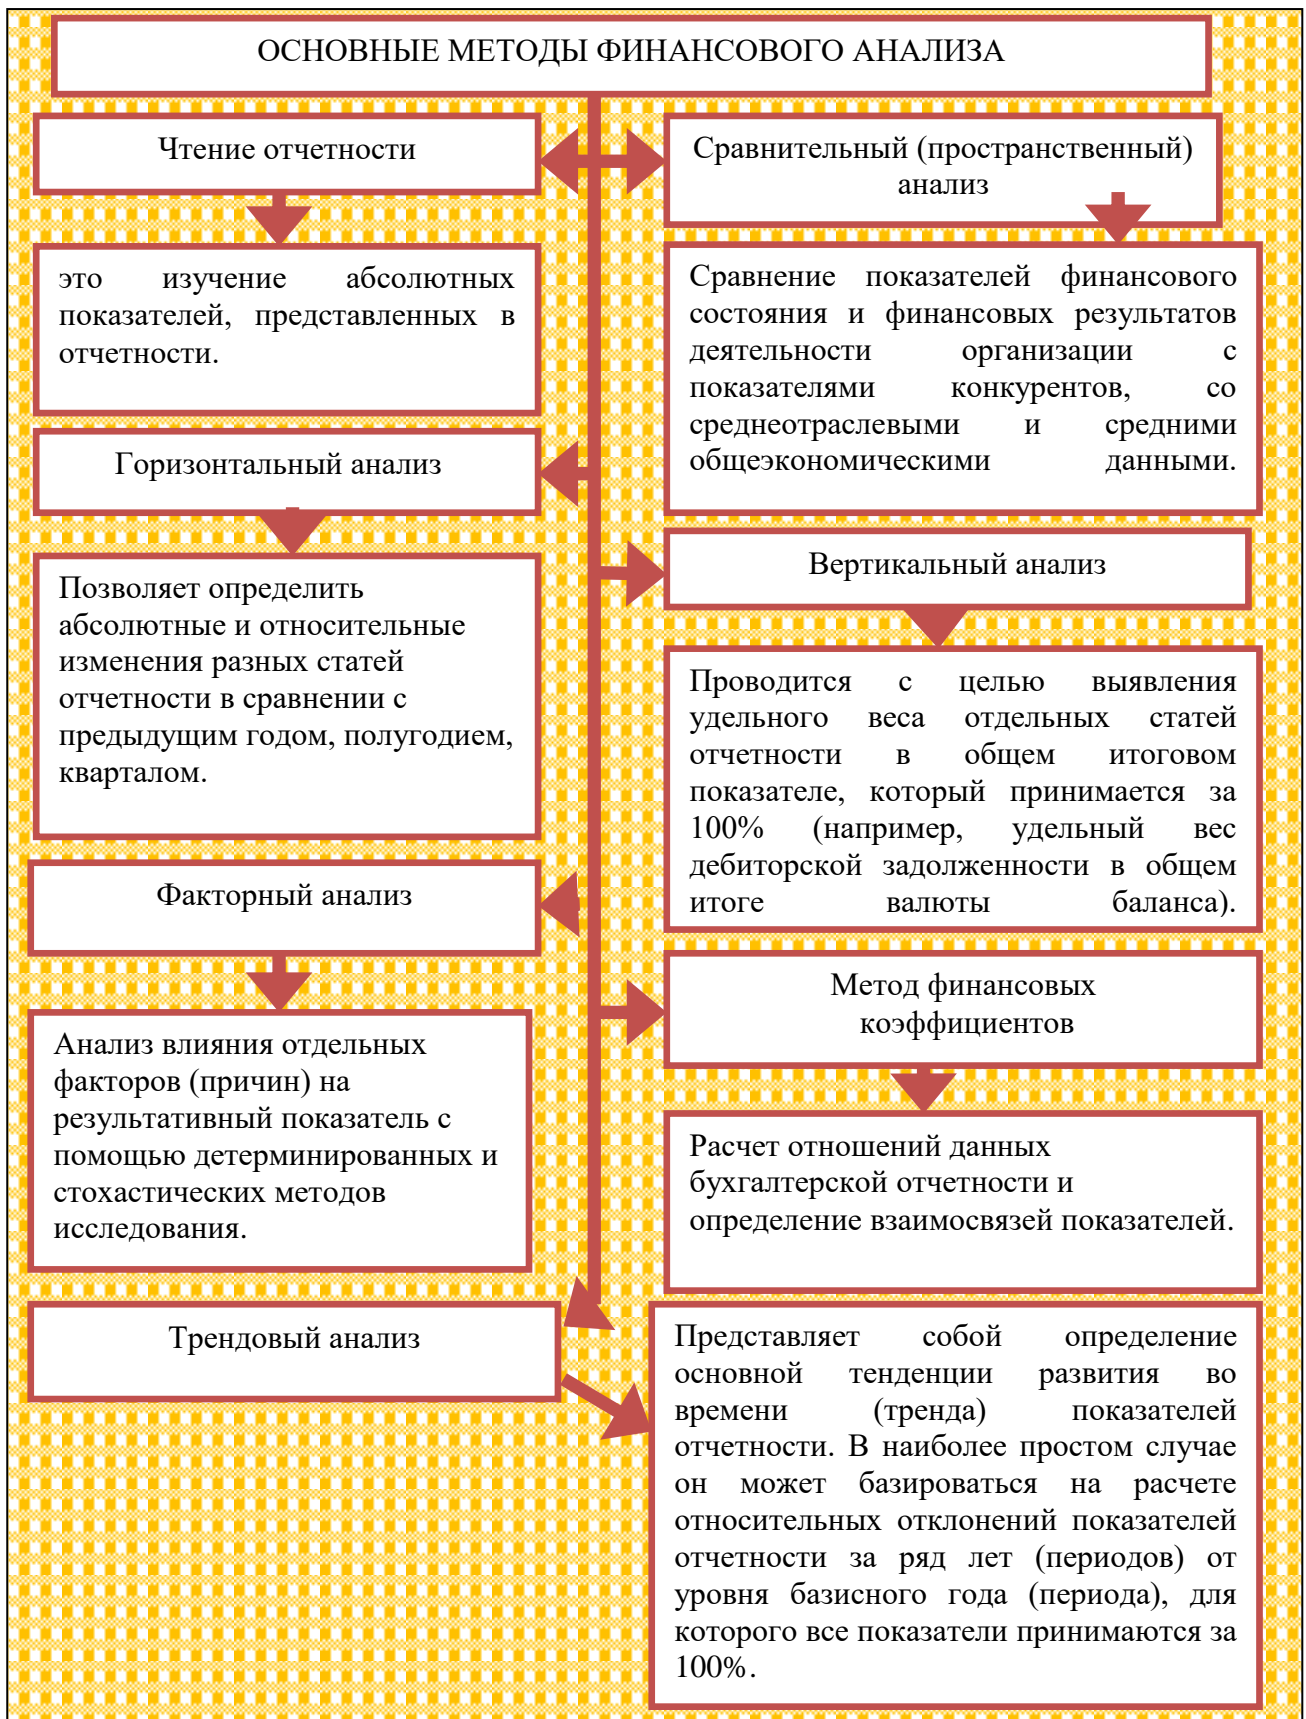 ОСНОВНЫЕ МЕТОДЫ ФИНАНСОВОГО АНАЛИЗА
Чтение отчетности
это изучение абсолютных
показателей, представленных в
отчетности.
Сравнительный (пространственный)
анализ
Сравнение показателей финансового
состояния и финансовых результатов
деятельности организации с
показателями конкурентов, со
среднеотраслевыми и средними
общеэкономическими данными.
Горизонтальный анализ
Позволяет определить
абсолютные и относительные
изменения разных статей
отчетности в сравнении с
предыдущим годом, полугодием,
кварталом.
Вертикальный анализ
Проводится с целью выявления
удельного веса отдельных статей
отчетности в общем итоговом
показателе, который принимается за
100% (например, удельный вес
дебиторской задолженности в общем
итоге валюты баланса).
Факторный анализ
Анализ влияния отдельных
факторов (причин) на
результативный показатель с
помощью детерминированных и
стохастических методов
исследования.
Метод финансовых
коэффициентов
Расчет отношений данных
бухгалтерской отчетности и
определение взаимосвязей показателей.
Трендовый анализ
Представляет собой определение
основной тенденции развития во
времени (тренда) показателей
отчетности. В наиболее простом случае
он может базироваться на расчете
относительных отклонений показателей
отчетности за ряд лет (периодов) от
уровня базисного года (периода), для
которого все показатели принимаются за
100%.